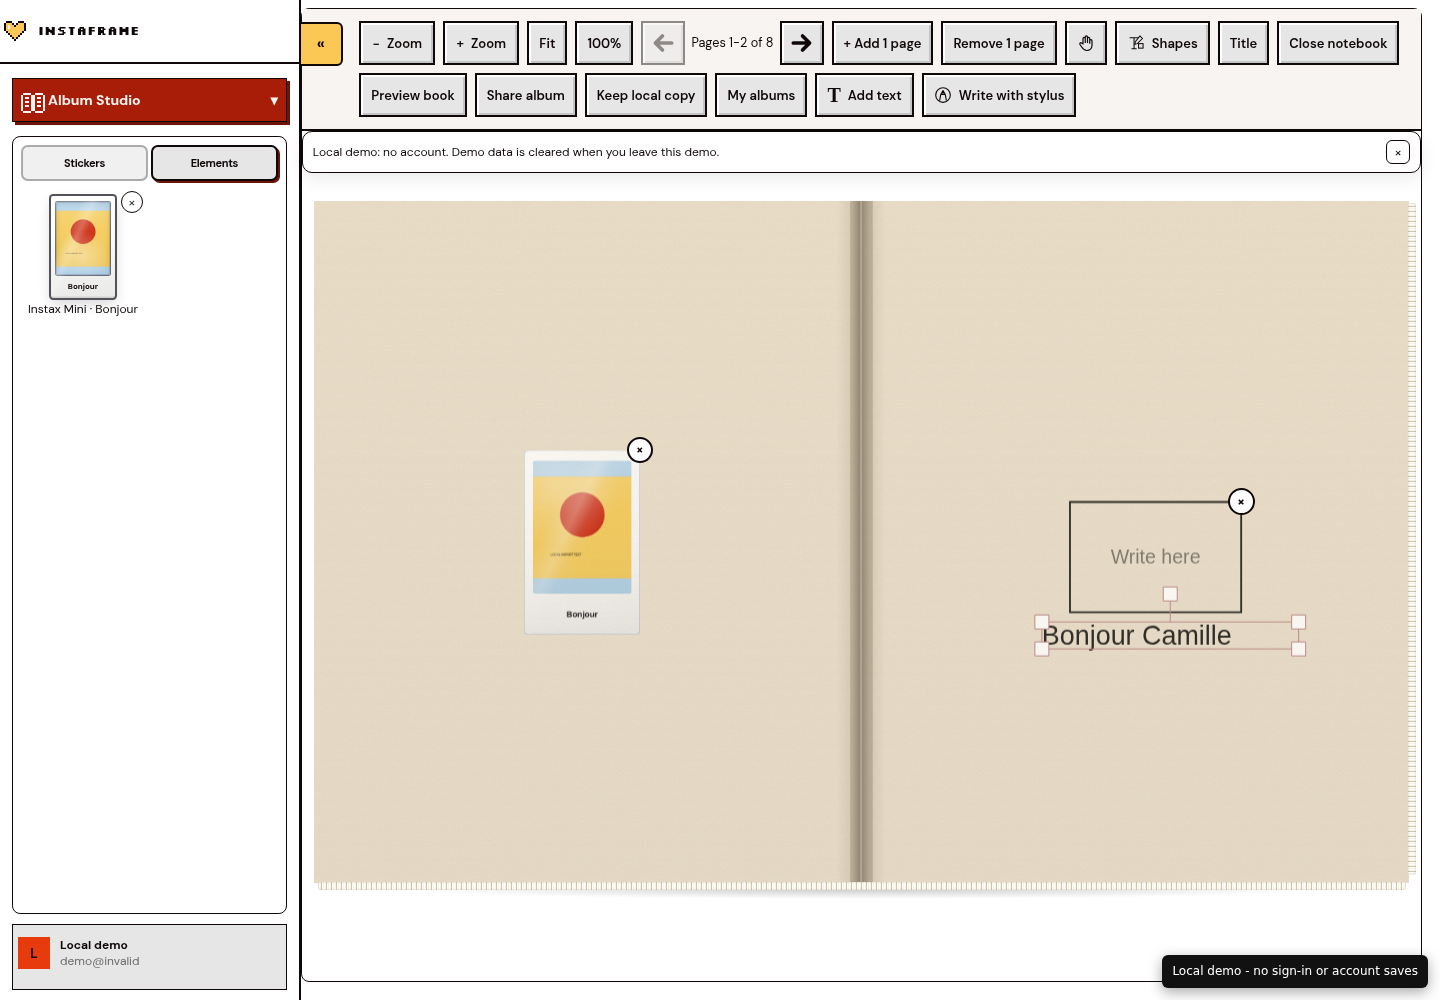 INSTAFRAME
«
- Zoom
+ Zoom
Fit
100%
Pages 1-2 of 8
+ Add 1 page
Remove 1 page
Shapes
Title
Close notebook
Preview book
Share album
Keep local copy
My albums
T Add text
Write with stylus
Album Studio ▼
Local demo: no account. Demo data is cleared when you leave this demo.
×
Stickers
Elements
×
Bonjour
Instax Mini · Bonjour
×
Bonjour
×
Write here
Bonjour Camille
L
Local demo
demo@invalid
Local demo - no sign-in or account saves